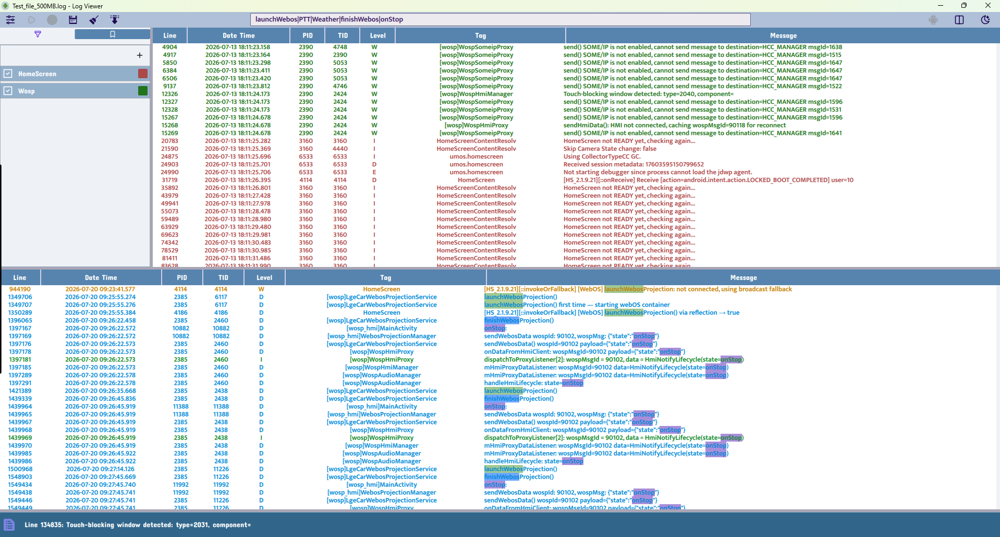 Test_file_500MB.log - Log Viewer
launchWebos|PTT|Weather|finishWebos|onStop
HomeScreen
Wosp
Line Date Time PID TID Level Tag Message
4904 2026-07-13 18:11:23.158 2390 4748 W [wosp]WospSomeipProxy send() SOME/IP is not enabled, cannot send message to destination=HCC_MANAGER msgId=1638
4917 2026-07-13 18:11:23.164 2390 2390 W [wosp]WospSomeipProxy send() SOME/IP is not enabled, cannot send message to destination=HCC_MANAGER msgId=1515
5850 2026-07-13 18:11:23.298 2390 5053 W [wosp]WospSomeipProxy send() SOME/IP is not enabled, cannot send message to destination=HCC_MANAGER msgId=1647
6384 2026-07-13 18:11:23.411 2390 5053 W [wosp]WospSomeipProxy send() SOME/IP is not enabled, cannot send message to destination=HCC_MANAGER msgId=1647
6506 2026-07-13 18:11:23.420 2390 5053 W [wosp]WospSomeipProxy send() SOME/IP is not enabled, cannot send message to destination=HCC_MANAGER msgId=1647
9137 2026-07-13 18:11:23.812 2390 4746 W [wosp]WospSomeipProxy send() SOME/IP is not enabled, cannot send message to destination=HCC_MANAGER msgId=1522
12326 2026-07-13 18:11:24.173 2390 2424 W [wosp]WospHmiManager Touch-blocking window detected: type=2040, component=
12327 2026-07-13 18:11:24.173 2390 2424 W [wosp]WospSomeipProxy send() SOME/IP is not enabled, cannot send message to destination=HCC_MANAGER msgId=1596
12328 2026-07-13 18:11:24.173 2390 2424 W [wosp]WospSomeipProxy send() SOME/IP is not enabled, cannot send message to destination=HCC_MANAGER msgId=1531
15267 2026-07-13 18:11:24.678 2390 2424 W [wosp]WospSomeipProxy send() SOME/IP is not enabled, cannot send message to destination=HCC_MANAGER msgId=1596
15268 2026-07-13 18:11:24.678 2390 2424 W [wosp]WospHmiProxy sendHmiData(): HMI not connected, caching wospMsgId=90118 for reconnect
15269 2026-07-13 18:11:24.678 2390 2424 W [wosp]WospSomeipProxy send() SOME/IP is not enabled, cannot send message to destination=HCC_MANAGER msgId=1641
20783 2026-07-13 18:11:25.282 3160 3160 I HomeScreenContentResolv HomeScreen not READY yet, checking again...
21590 2026-07-13 18:11:25.369 3160 4440 I HomeScreenContentResolv Skip Camera State change: false
24875 2026-07-13 18:11:25.696 6533 6533 I umos.homescreen Using CollectorTypeCC GC.
24903 2026-07-13 18:11:25.701 6533 6533 D umos.homescreen Received session metadata: 17603595150799652
24990 2026-07-13 18:11:25.706 6533 6533 E umos.homescreen Not starting debugger since process cannot load the jdwp agent.
31719 2026-07-13 18:11:26.395 4114 4114 D HomeScreen [HS_2.1.9.21][::onReceive] Receive [action=android.intent.action.LOCKED_BOOT_COMPLETED] user=10
35892 2026-07-13 18:11:26.801 3160 3160 I HomeScreenContentResolv HomeScreen not READY yet, checking again...
43979 2026-07-13 18:11:27.428 3160 3160 I HomeScreenContentResolv HomeScreen not READY yet, checking again...
49941 2026-07-13 18:11:27.978 3160 3160 I HomeScreenContentResolv HomeScreen not READY yet, checking again...
55073 2026-07-13 18:11:28.478 3160 3160 I HomeScreenContentResolv HomeScreen not READY yet, checking again...
59489 2026-07-13 18:11:28.980 3160 3160 I HomeScreenContentResolv HomeScreen not READY yet, checking again...
63929 2026-07-13 18:11:29.480 3160 3160 I HomeScreenContentResolv HomeScreen not READY yet, checking again...
69623 2026-07-13 18:11:29.981 3160 3160 I HomeScreenContentResolv HomeScreen not READY yet, checking again...
74342 2026-07-13 18:11:30.483 3160 3160 I HomeScreenContentResolv HomeScreen not READY yet, checking again...
78529 2026-07-13 18:11:30.985 3160 3160 I HomeScreenContentResolv HomeScreen not READY yet, checking again...
81411 2026-07-13 18:11:31.486 3160 3160 I HomeScreenContentResolv HomeScreen not READY yet, checking again...
83628 2026-07-13 18:11:31.990 3160 3160 I HomeScreenContentResolv HomeScreen not READY yet, checking again...
Line Date Time PID TID Level Tag Message
944190 2026-07-20 09:23:41.577 4114 4114 W HomeScreen [HS_2.1.9.21][::invokeOrFallback] [WebOS] launchWebosProjection: not connected, using broadcast fallback
1349706 2026-07-20 09:25:55.274 2385 6117 D [wosp]LgeCarWebosProjectionService launchWebosProjection()
1349707 2026-07-20 09:25:55.276 2385 6117 D [wosp]LgeCarWebosProjectionService launchWebosProjection() first time — starting webOS container
1350289 2026-07-20 09:25:55.384 4186 4186 D HomeScreen [HS_2.1.9.21][::invokeOrFallback] [WebOS] launchWebosProjection() via reflection → true
1396065 2026-07-20 09:26:22.458 2385 2460 D [wosp]LgeCarWebosProjectionService finishWebosProjection()
1397167 2026-07-20 09:26:22.572 10882 10882 D [wosp_hmi]MainActivity onStop:
1397169 2026-07-20 09:26:22.572 10882 10882 D [wosp_hmi]WebosProjectionManager sendWebosData wospId: 90102, wospMsg: {"state":"onStop"}
1397176 2026-07-20 09:26:22.573 2385 2460 D [wosp]LgeCarWebosProjectionService sendWebosData() wospId=90102 payload={"state":"onStop"}
1397178 2026-07-20 09:26:22.573 2385 2460 D [wosp]WospHmiProxy onDataFromHmiClient: wospMsgId=90102 payload={"state":"onStop"}
1397181 2026-07-20 09:26:22.573 2385 2460 I [wosp]WospHmiProxy dispatchToProxyListener[2]: wospMsgId = 90102, data = HmiNotifyLifecycle(state=onStop)
1397185 2026-07-20 09:26:22.573 2385 2460 D [wosp]WospHmiManager mHmiProxyDataListener: wospMsgId=90102 data=HmiNotifyLifecycle(state=onStop)
1397289 2026-07-20 09:26:22.578 2385 2460 D [wosp]WospAudioManager mHmiProxyDataListener: wospMsgId=90102 data=HmiNotifyLifecycle(state=onStop)
1397291 2026-07-20 09:26:22.578 2385 2460 D [wosp]WospAudioManager handleHmiLifecycle: state=onStop
1421389 2026-07-20 09:26:35.668 2385 2438 D [wosp]LgeCarWebosProjectionService launchWebosProjection()
1439339 2026-07-20 09:26:45.836 2385 2438 D [wosp]LgeCarWebosProjectionService finishWebosProjection()
1439964 2026-07-20 09:26:45.919 11388 11388 D [wosp_hmi]MainActivity onStop:
1439965 2026-07-20 09:26:45.919 11388 11388 D [wosp_hmi]WebosProjectionManager sendWebosData wospId: 90102, wospMsg: {"state":"onStop"}
1439967 2026-07-20 09:26:45.919 2385 2438 D [wosp]LgeCarWebosProjectionService sendWebosData() wospId=90102 payload={"state":"onStop"}
1439968 2026-07-20 09:26:45.919 2385 2438 D [wosp]WospHmiProxy onDataFromHmiClient: wospMsgId=90102 payload={"state":"onStop"}
1439969 2026-07-20 09:26:45.919 2385 2438 I [wosp]WospHmiProxy dispatchToProxyListener[2]: wospMsgId = 90102, data = HmiNotifyLifecycle(state=onStop)
1439970 2026-07-20 09:26:45.919 2385 2438 D [wosp]WospHmiManager mHmiProxyDataListener: wospMsgId=90102 data=HmiNotifyLifecycle(state=onStop)
1439985 2026-07-20 09:26:45.922 2385 2438 D [wosp]WospAudioManager mHmiProxyDataListener: wospMsgId=90102 data=HmiNotifyLifecycle(state=onStop)
1439986 2026-07-20 09:26:45.922 2385 2438 D [wosp]WospAudioManager handleHmiLifecycle: state=onStop
1500968 2026-07-20 09:27:14.126 2385 11226 D [wosp]LgeCarWebosProjectionService launchWebosProjection()
1548903 2026-07-20 09:27:45.669 2385 11226 D [wosp]LgeCarWebosProjectionService finishWebosProjection()
1549434 2026-07-20 09:27:45.740 11992 11992 D [wosp_hmi]MainActivity onStop:
1549438 2026-07-20 09:27:45.741 11992 11992 D [wosp_hmi]WebosProjectionManager sendWebosData wospId: 90102, wospMsg: {"state":"onStop"}
1549446 2026-07-20 09:27:45.741 2385 11226 D [wosp]LgeCarWebosProjectionService sendWebosData() wospId=90102 payload={"state":"onStop"}
1549449 2026-07-20 09:27:45.741 2385 11226 D [wosp]WospHmiProxy onDataFromHmiClient: wospMsgId=90102 payload={"state":"onStop"}
Line 134835: Touch-blocking window detected: type=2031, component=